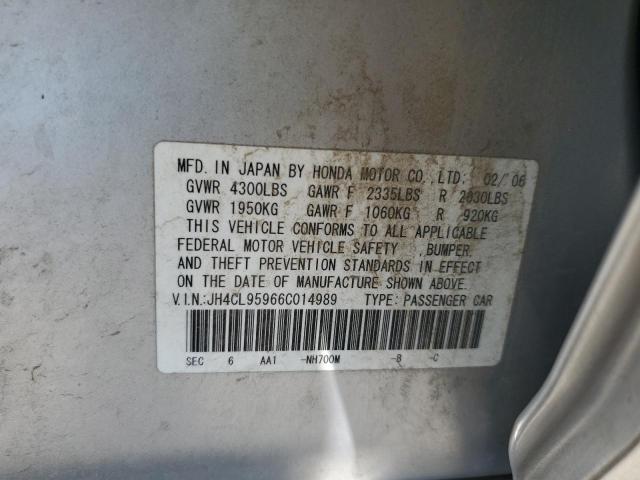 MFD. IN JAPAN BY HONDA MOTOR CO.,LTD. 02/ 06
GVWR 4300LBS GAWR F 2335LBS R 2030LBS
GVWR 1950KG GAWR F 1060KG R 920KG
THIS VEHICLE CONFORMS TO ALL APPLICABLE
FEDERAL MOTOR VEHICLE SAFETY ,BUMPER,
AND THEFT PREVENTION STANDARDS IN EFFECT
ON THE DATE OF MANUFACTURE SHOWN ABOVE.
V.I.N.:JH4CL95966C014989 TYPE: PASSENGER CAR
SEC 6 AA1 -NH700M -B -C